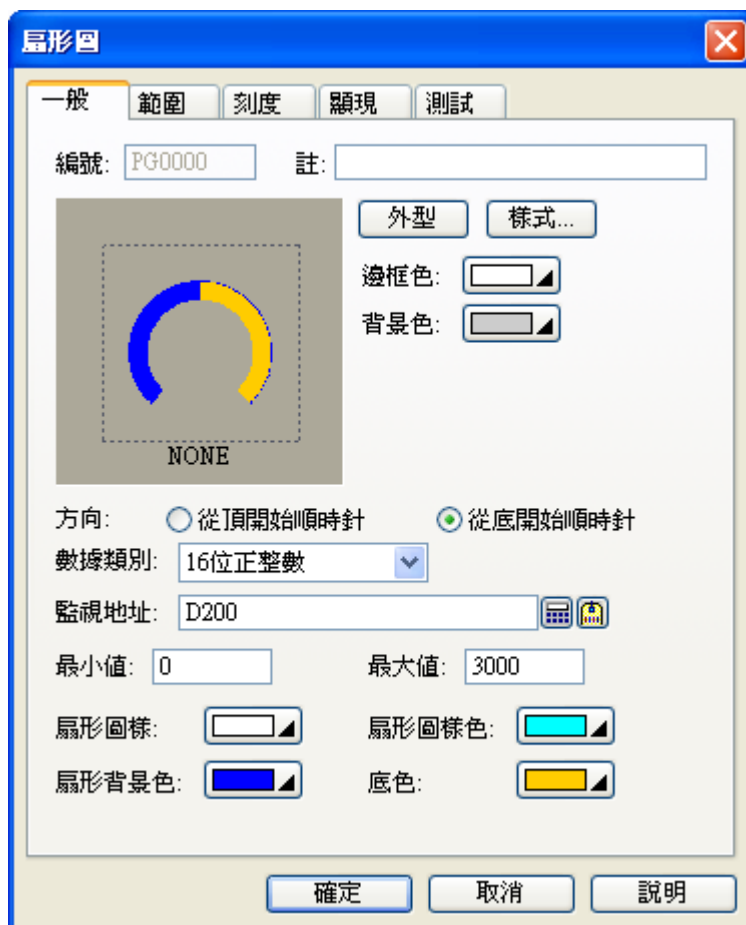 扇形圖
一般 範圍 刻度 顯現 測試
編號: PG0000 註:
外型 樣式...
邊框色:
背景色:
NONE
方向: 從頂開始順時針 從底開始順時針
數據類別: 16位正整數
監視地址: D200
最小值: 0 最大值: 3000
扇形圖樣: 扇形圖樣色:
扇形背景色: 底色:
確定 取消 說明